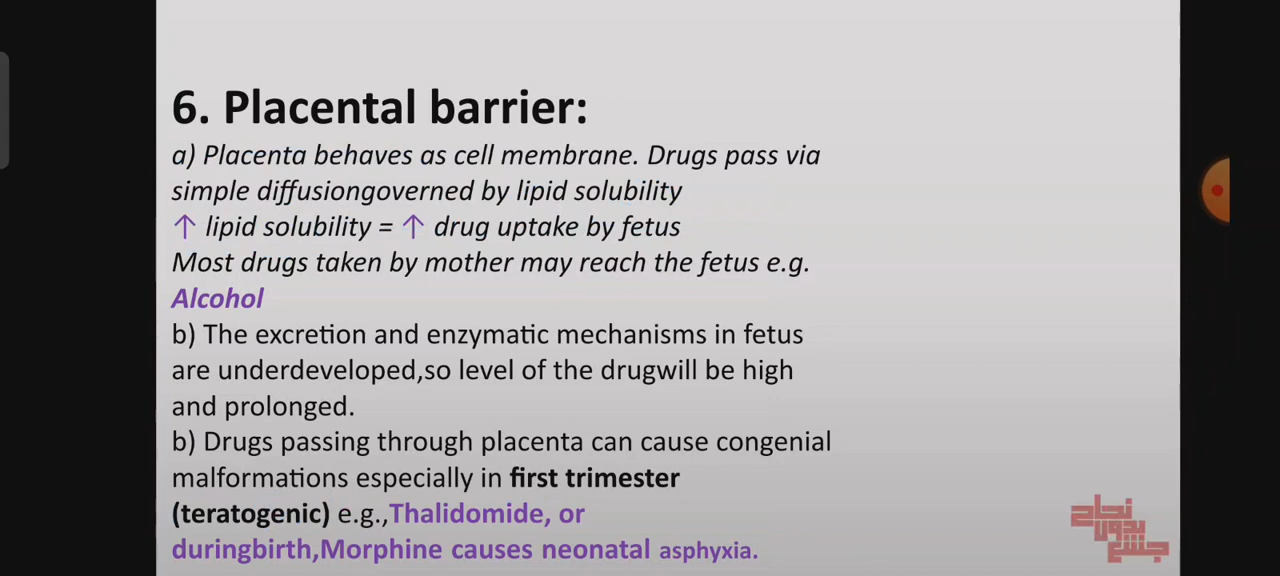 6. Placental barrier:
a) Placenta behaves as cell membrane. Drugs pass via
simple diffusiongoverned by lipid solubility
↑ lipid solubility = ↑ drug uptake by fetus
Most drugs taken by mother may reach the fetus e.g.
Alcohol
b) The excretion and enzymatic mechanisms in fetus
are underdeveloped,so level of the drugwill be high
and prolonged.
b) Drugs passing through placenta can cause congenial
malformations especially in first trimester
(teratogenic) e.g.,Thalidomide, or
duringbirth,Morphine causes neonatal asphyxia.
نجاح
بدون
جشع